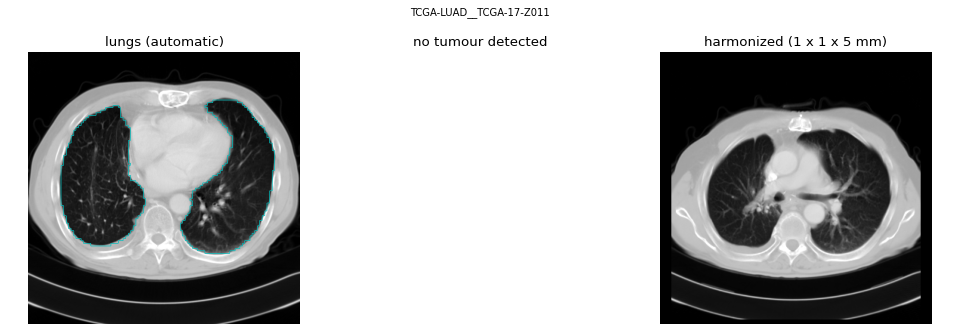 TCGA-LUAD__TCGA-17-Z011
lungs (automatic)
no tumour detected
harmonized (1 x 1 x 5 mm)